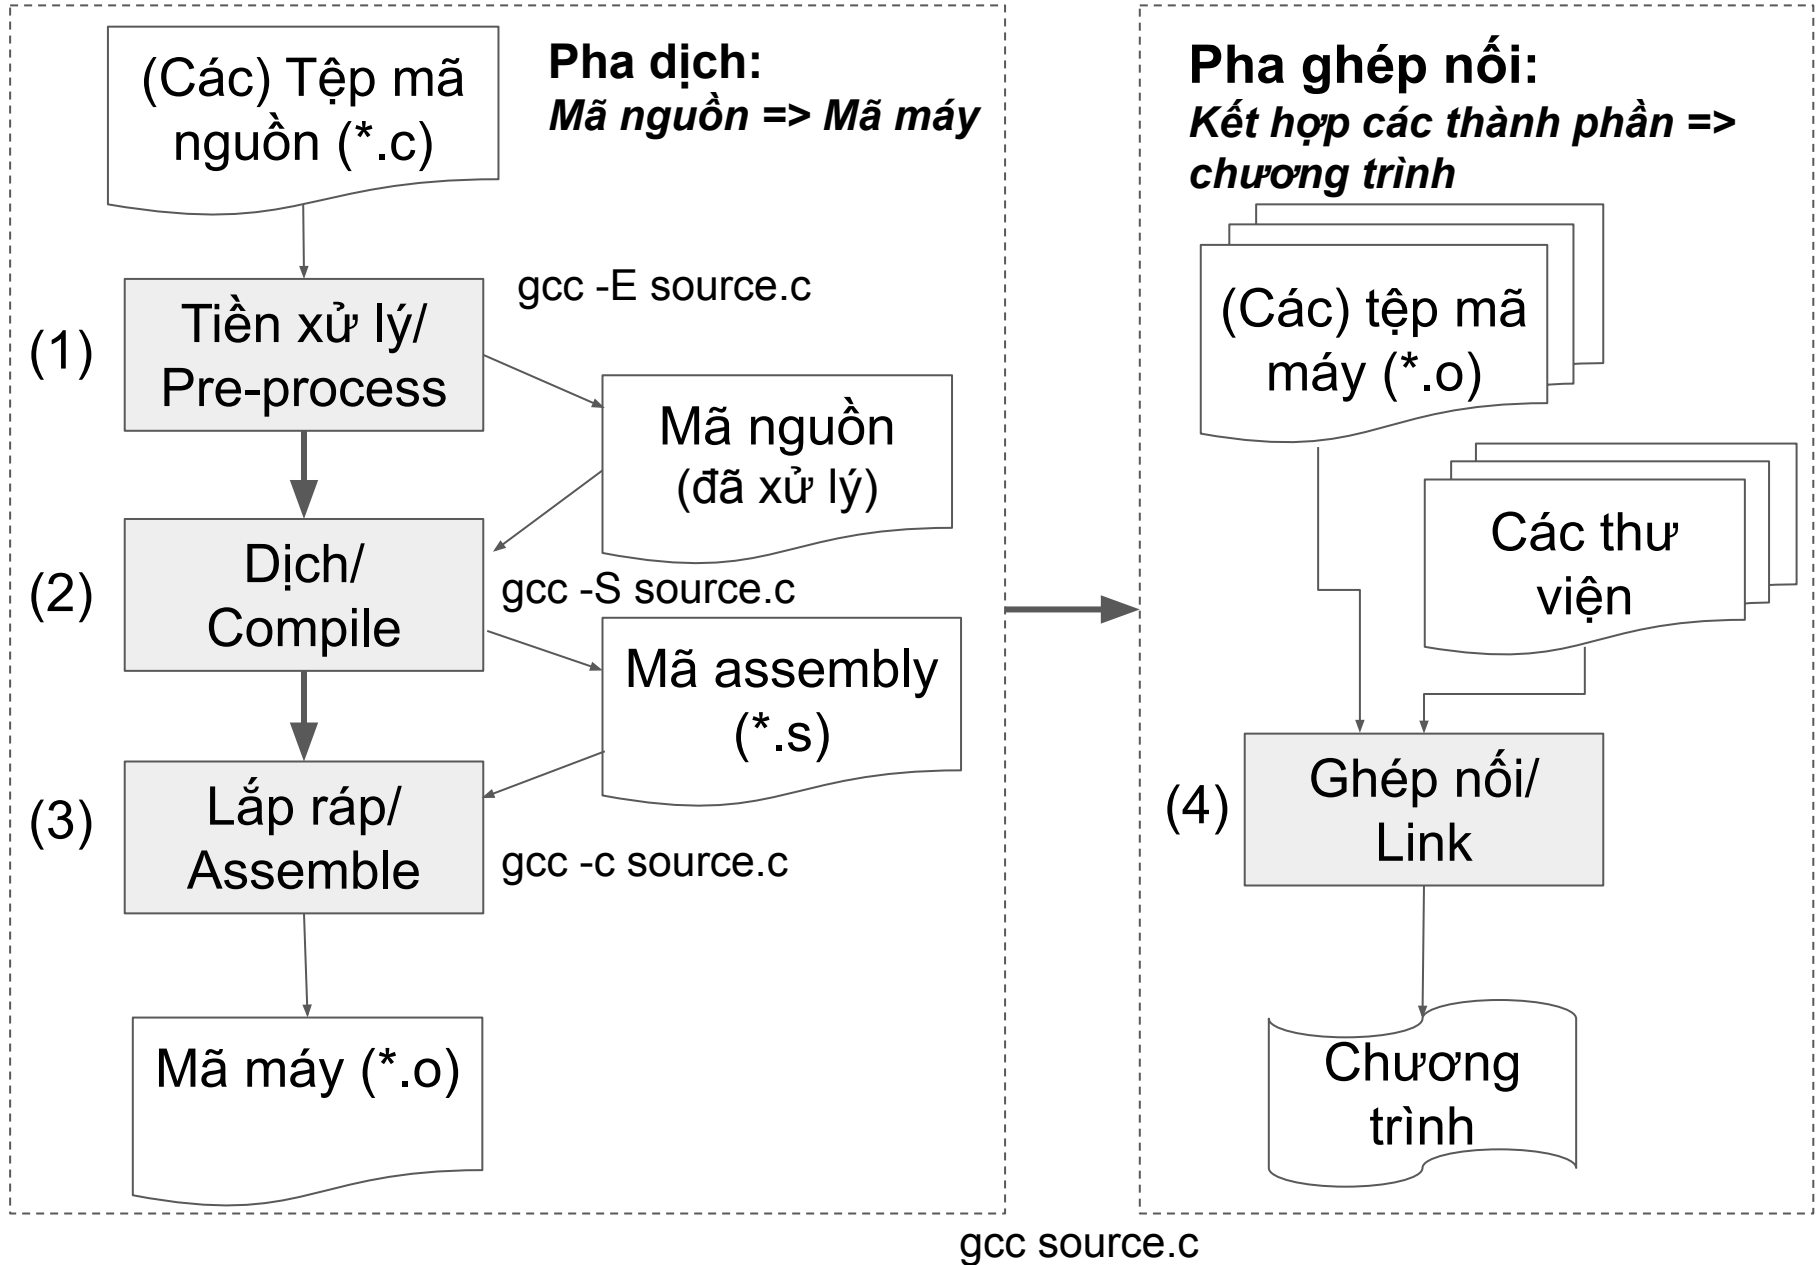 (Các) Tệp mã
nguồn (*.c)
Pha dịch:
Mã nguồn => Mã máy
gcc -E source.c
(1)
Tiền xử lý/
Pre-process
Mã nguồn
(đã xử lý)
(2)
Dịch/
Compile
gcc -S source.c
Mã assembly
(*.s)
(3)
Lắp ráp/
Assemble
gcc -c source.c
Mã máy (*.o)
Pha ghép nối:
Kết hợp các thành phần =>
chương trình
(Các) tệp mã
máy (*.o)
Các thư
viện
(4)
Ghép nối/
Link
Chương
trình
gcc source.c